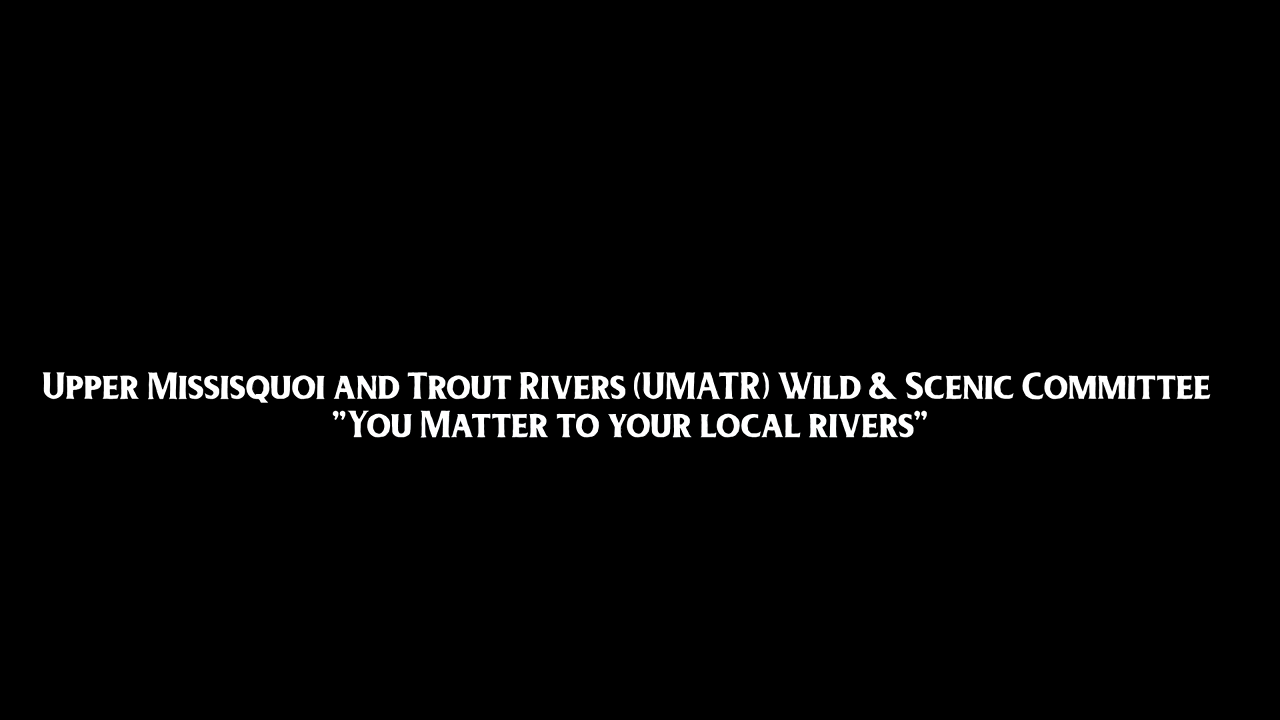 Upper Missisquoi and Trout Rivers (UMATR) Wild & Scenic Committee
"You Matter to your local rivers"